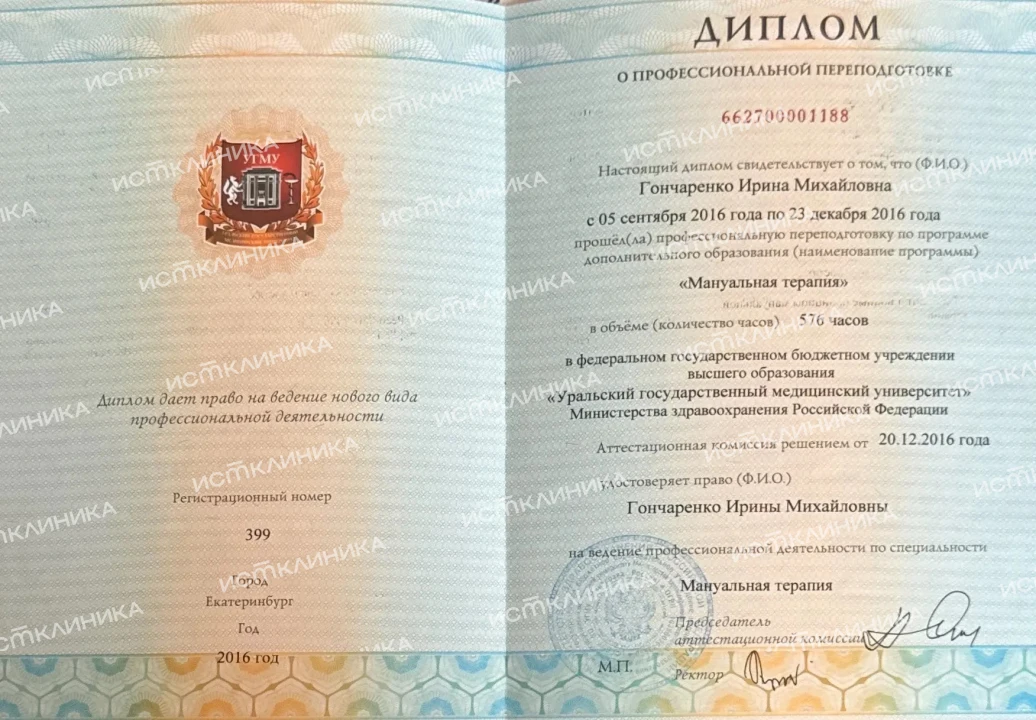 УГМУ
Диплом дает право на ведение нового вида
профессиональной деятельности
Регистрационный номер
399
Город
Екатеринбург
Год
2016 год
ДИПЛОМ
О ПРОФЕССИОНАЛЬНОЙ ПЕРЕПОДГОТОВКЕ
662700001188
Настоящий диплом свидетельствует о том, что (Ф.И.О.)
Гончаренко Ирина Михайловна
с 05 сентября 2016 года по 23 декабря 2016 года
прошёл(ла) профессиональную переподготовку по программе
дополнительного образования (наименование программы)
«Мануальная терапия»
в объёме (количество часов) 576 часов
в федеральном государственном бюджетном учреждении
высшего образования
«Уральский государственный медицинский университет»
Министерства здравоохранения Российской Федерации
Аттестационная комиссия решением от 20.12.2016 года
удостоверяет право (Ф.И.О.)
Гончаренко Ирины Михайловны
на ведение профессиональной деятельности по специальности
Мануальная терапия
Председатель
аттестационной комиссии
М.П. Ректор
ИСТКЛИНИКА